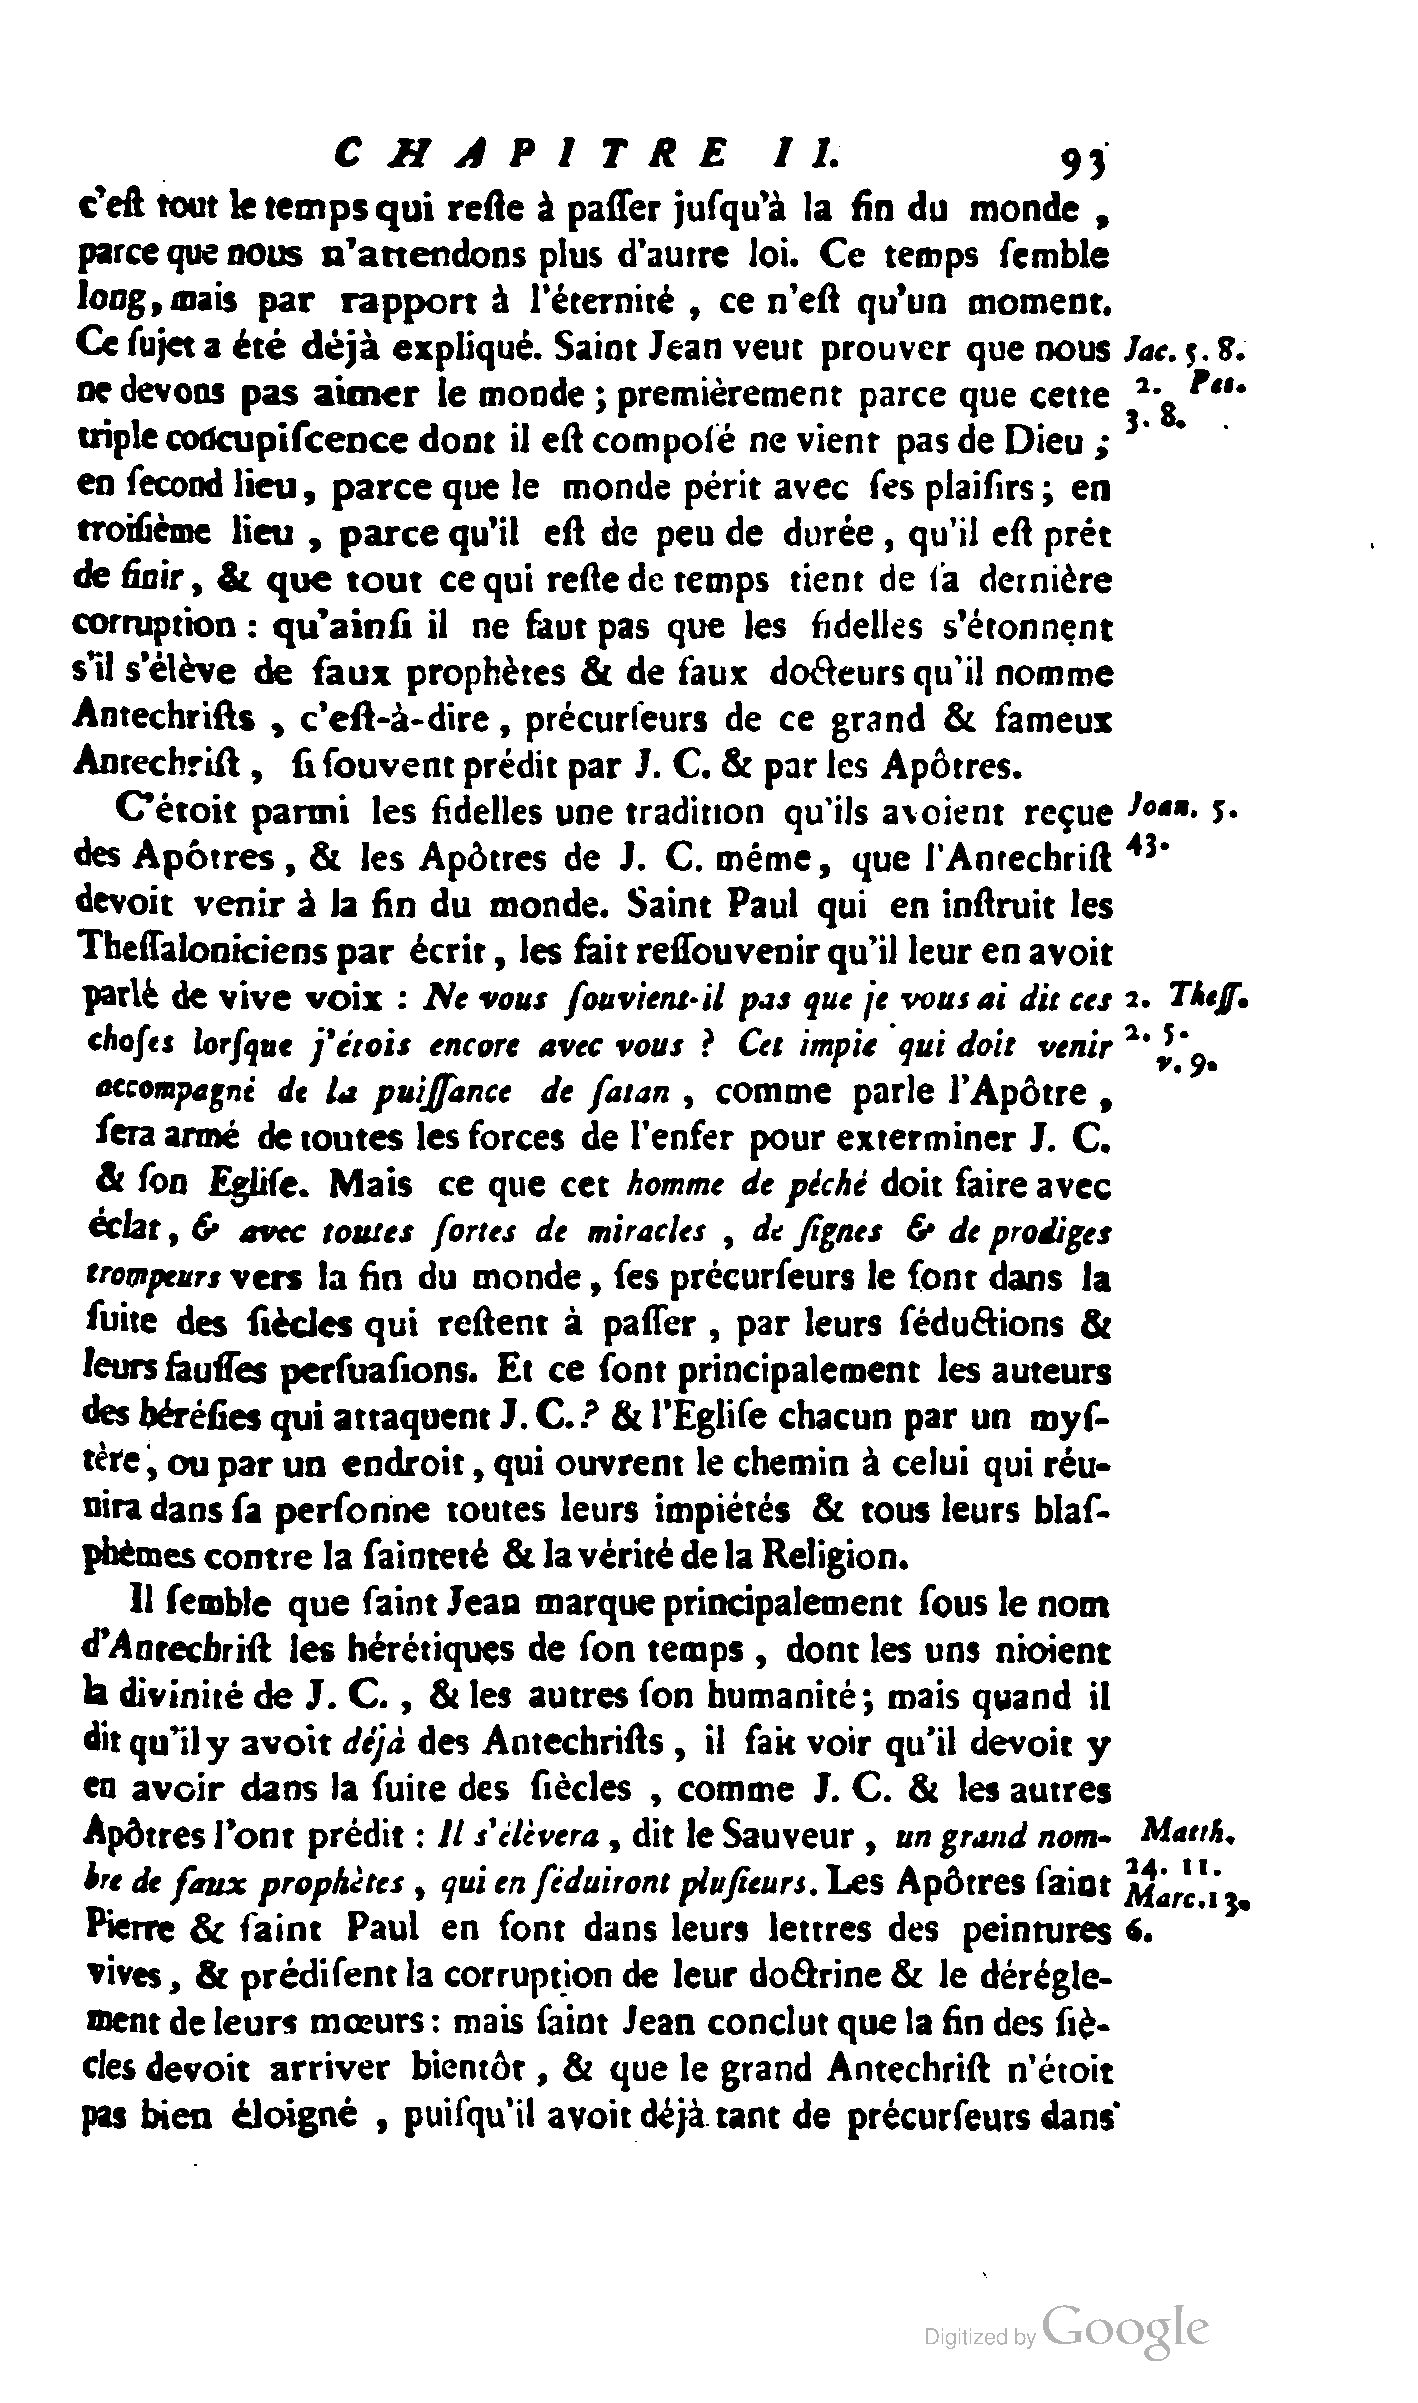 CHAPITRE II. 93
c'eſt tout le temps qui reſte à paſſer juſqu'à la fin du monde,
parce que nous n'attendons plus d'autre loi. Ce temps ſemble
long, mais par rapport à l'éternité, ce n'eſt qu'un moment.
Ce ſujet a été déjà expliqué. Saint Jean veut prouver que nous
Jac. 5. 8.
ne devons pas aimer le monde; premièrement parce que cette
2. Pet.
triple concupiſcence dont il eſt compoſé ne vient pas de Dieu;
3. 8.
en ſecond lieu, parce que le monde périt avec ſes plaiſirs; en
troiſième lieu, parce qu'il eſt de peu de durée, qu'il eſt prêt
de finir, & que tout ce qui reſte de temps tient de ſa dernière
corruption: qu'ainſi il ne faut pas que les fidelles s'étonnent
s'il s'élève de faux prophètes & de faux docteurs qu'il nomme
Antechriſts, c'eſt-à-dire, précurſeurs de ce grand & fameux
Antechriſt, ſi ſouvent prédit par J. C. & par les Apôtres.
C'étoit parmi les fidelles une tradition qu'ils avoient reçue
Joan. 5.
des Apôtres, & les Apôtres de J. C. même, que l'Antechriſt
43.
devoit venir à la fin du monde. Saint Paul qui en inſtruit les
Theſſaloniciens par écrit, les fait reſſouvenir qu'il leur en avoit
parlé de vive voix: Ne vous ſouvient-il pas que je vous ai dit ces
2. Theſſ.
choſes lorſque j'étois encore avec vous? Cet impie qui doit venir
2. 5.
v. 9.
accompagné de la puiſſance de ſatan, comme parle l'Apôtre,
ſera armé de toutes les forces de l'enfer pour exterminer J. C.
& ſon Egliſe. Mais ce que cet homme de péché doit faire avec
éclat, & avec toutes ſortes de miracles, de ſignes & de prodiges
trompeurs vers la fin du monde, ſes précurſeurs le font dans la
ſuite des ſiècles qui reſtent à paſſer, par leurs ſéductions &
leurs fauſſes perſuaſions. Et ce ſont principalement les auteurs
des héréſies qui attaquent J. C.? & l'Egliſe chacun par un myſ-
tère, ou par un endroit, qui ouvrent le chemin à celui qui réu-
nira dans ſa perſonne toutes leurs impiétés & tous leurs blaſ-
phèmes contre la ſainteté & la vérité de la Religion.
Il ſemble que ſaint Jean marque principalement ſous le nom
d'Antechriſt les hérétiques de ſon temps, dont les uns nioient
la divinité de J. C., & les autres ſon humanité; mais quand il
dit qu'il y avoit déjà des Antechriſts, il fait voir qu'il devoit y
en avoir dans la ſuite des ſiècles, comme J. C. & les autres
Apôtres l'ont prédit: Il s'élèvera, dit le Sauveur, un grand nom-
Matth.
bre de faux prophètes, qui en ſéduiront pluſieurs. Les Apôtres ſaint
24. 11.
Marc. 13.
Pierre & ſaint Paul en font dans leurs lettres des peintures
6.
vives, & prédiſent la corruption de leur doctrine & le dérégle-
ment de leurs mœurs: mais ſaint Jean conclut que la fin des ſiè-
cles devoit arriver bientôt, & que le grand Antechriſt n'étoit
pas bien éloigné, puiſqu'il avoit déjà tant de précurſeurs dans
Digitized by Google